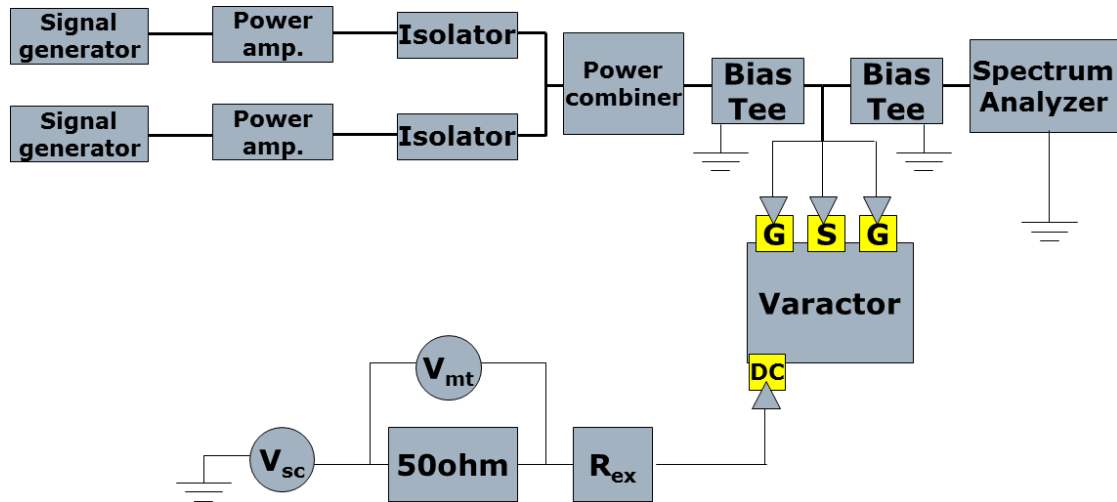 Signal
generator
Power
amp.
Isolator
Signal
generator
Power
amp.
Isolator
Power
combiner
Bias
Tee
Bias
Tee
Spectrum
Analyzer
G
S
G
Varactor
DC
Vmt
Vsc
50ohm
Rex